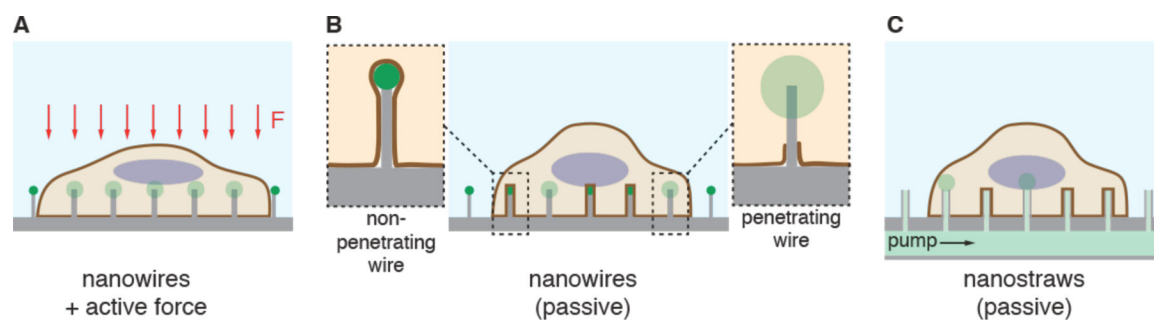 A
B
C
F
non-
penetrating
wire
penetrating
wire
pump
nanowires
+ active force
nanowires
(passive)
nanostraws
(passive)